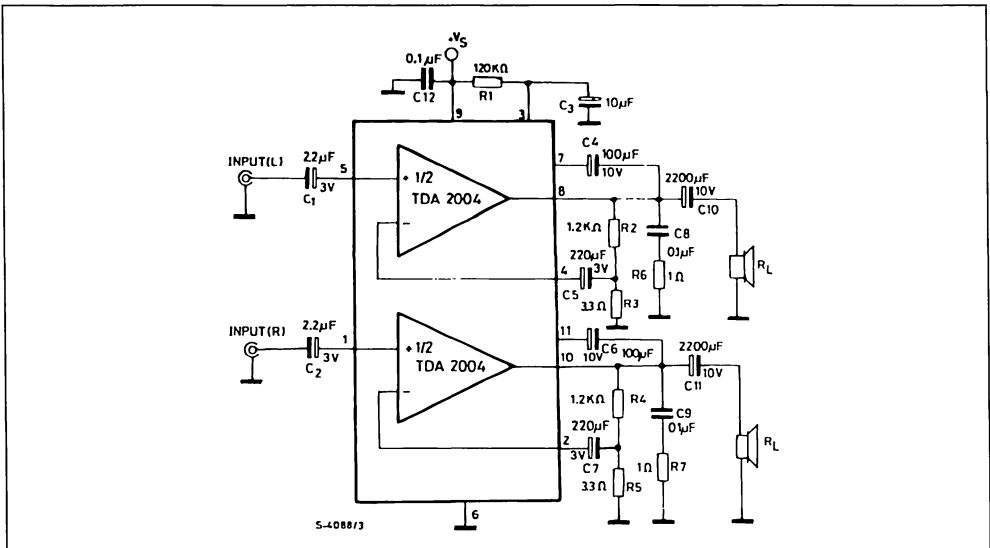 +VS
0.1µF
C12
120KΩ
R1
C3
10µF
9
3
INPUT(L)
2.2µF
3V
C1
5
+ 1/2
TDA 2004
-
7
C4
100µF
10V
8
2200µF
10V
C10
1.2KΩ
R2
C8
0.1µF
220µF
3V
4
C5
R6
1Ω
3.3Ω
R3
RL
INPUT(R)
2.2µF
3V
C2
1
+ 1/2
TDA 2004
-
11
C6
10V
100µF
10
2200µF
10V
C11
1.2KΩ
R4
C9
0.1µF
220µF
2
3V
C7
1Ω
R7
3.3Ω
R5
RL
6
S-4088/3